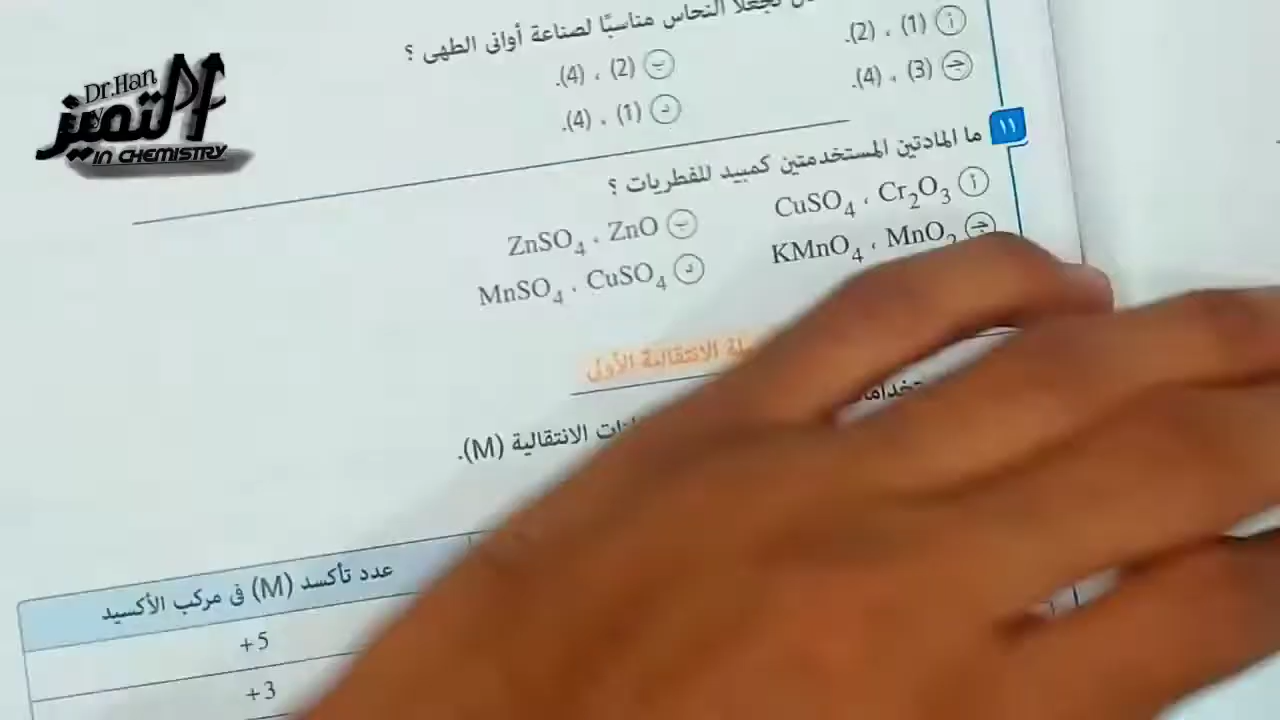 Dr.Han
التميز
IN CHEMISTRY
النحاس مناسبًا لصناعة أوانى الطهى ؟
أ (1) ، (2).
ب (2) ، (4).
ج (3) ، (4).
د (1) ، (4).
١١ ما المادتين المستخدمتين كمبيد للفطريات ؟
أ CuSO4 ، Cr2O3
ب ZnSO4 ، ZnO
ج KMnO4 ، MnO2
د MnSO4 ، CuSO4
الانتقالية الأولى
الانتقالية (M).
عدد تأكسد (M) فى مركب الأكسيد
+5
+3